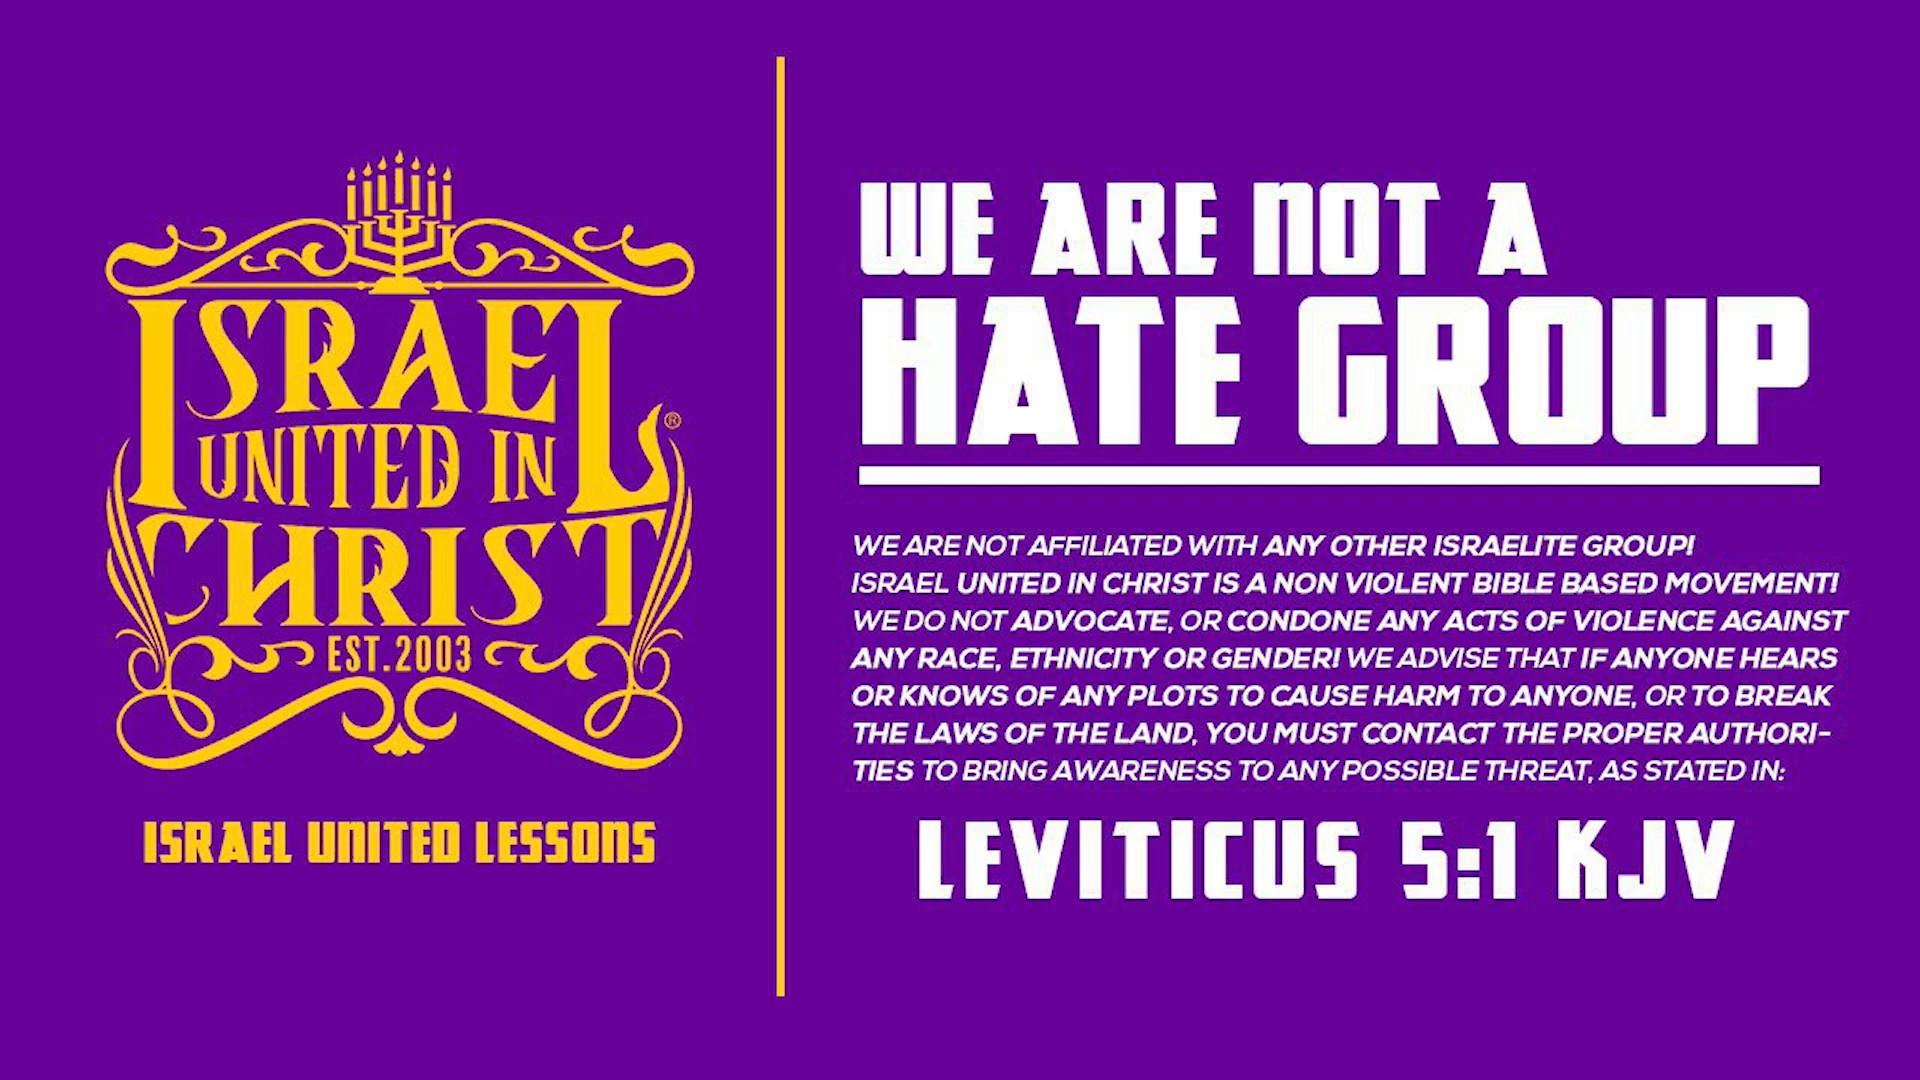 ISRAEL
UNITED IN
CHRIST
®
EST.2003
ISRAEL UNITED LESSONS
WE ARE NOT A
HATE GROUP
WE ARE NOT AFFILIATED WITH ANY OTHER ISRAELITE GROUP!
ISRAEL UNITED IN CHRIST IS A NON VIOLENT BIBLE BASED MOVEMENT!
WE DO NOT ADVOCATE, OR CONDONE ANY ACTS OF VIOLENCE AGAINST
ANY RACE, ETHNICITY OR GENDER! WE ADVISE THAT IF ANYONE HEARS
OR KNOWS OF ANY PLOTS TO CAUSE HARM TO ANYONE, OR TO BREAK
THE LAWS OF THE LAND, YOU MUST CONTACT THE PROPER AUTHORI-
TIES TO BRING AWARENESS TO ANY POSSIBLE THREAT, AS STATED IN:
LEVITICUS 5:1 KJV